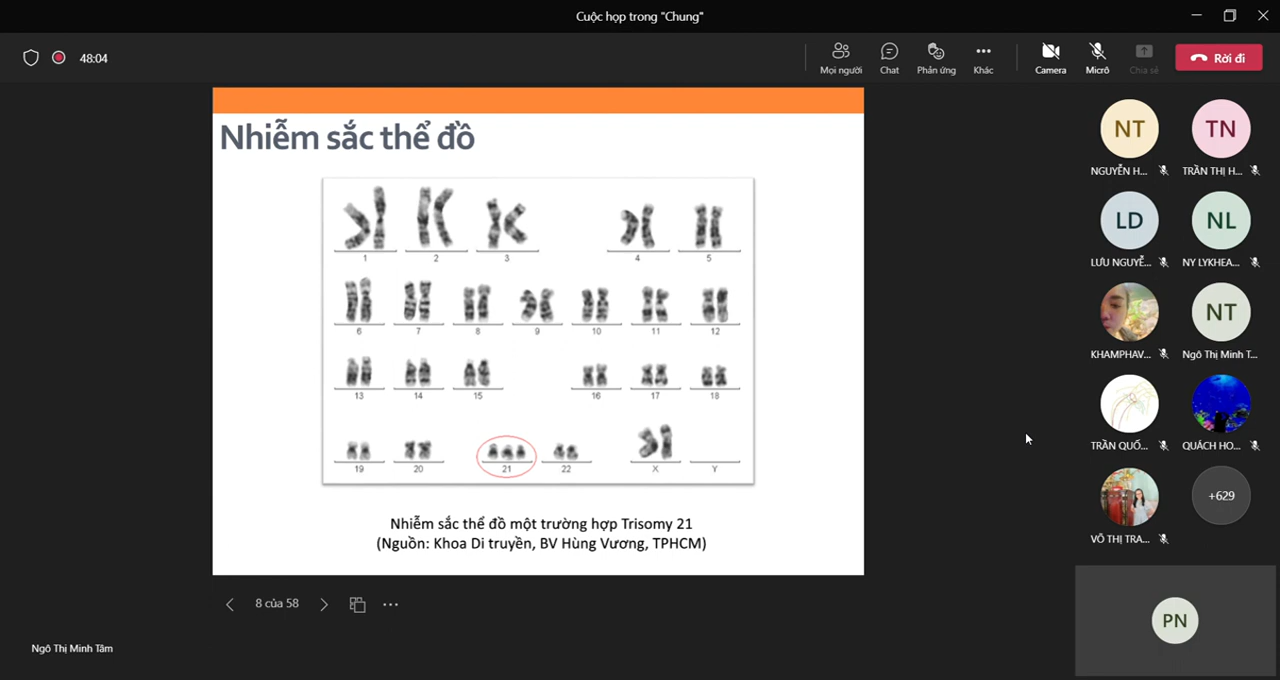 Cuộc họp trong "Chung"
48:04
Mọi người
Chat
Phản ứng
Khác
Camera
Micrô
Chia sẻ
Rời đi
Nhiễm sắc thể đồ
1 2 3 4 5
6 7 8 9 10 11 12
13 14 15 16 17 18
19 20 21 22 X Y
Nhiễm sắc thể đồ một trường hợp Trisomy 21
(Nguồn: Khoa Di truyền, BV Hùng Vương, TPHCM)
8 của 58
Ngô Thị Minh Tâm
NT TN
NGUYỄN H... TRẦN THỊ H...
LD NL
LƯU NGUYỄ... NY LYKHEA...
NT
KHAMPHAV... Ngô Thị Minh T...
TRẦN QUỐ... QUÁCH HO...
+629
VÕ THỊ TRA...
PN